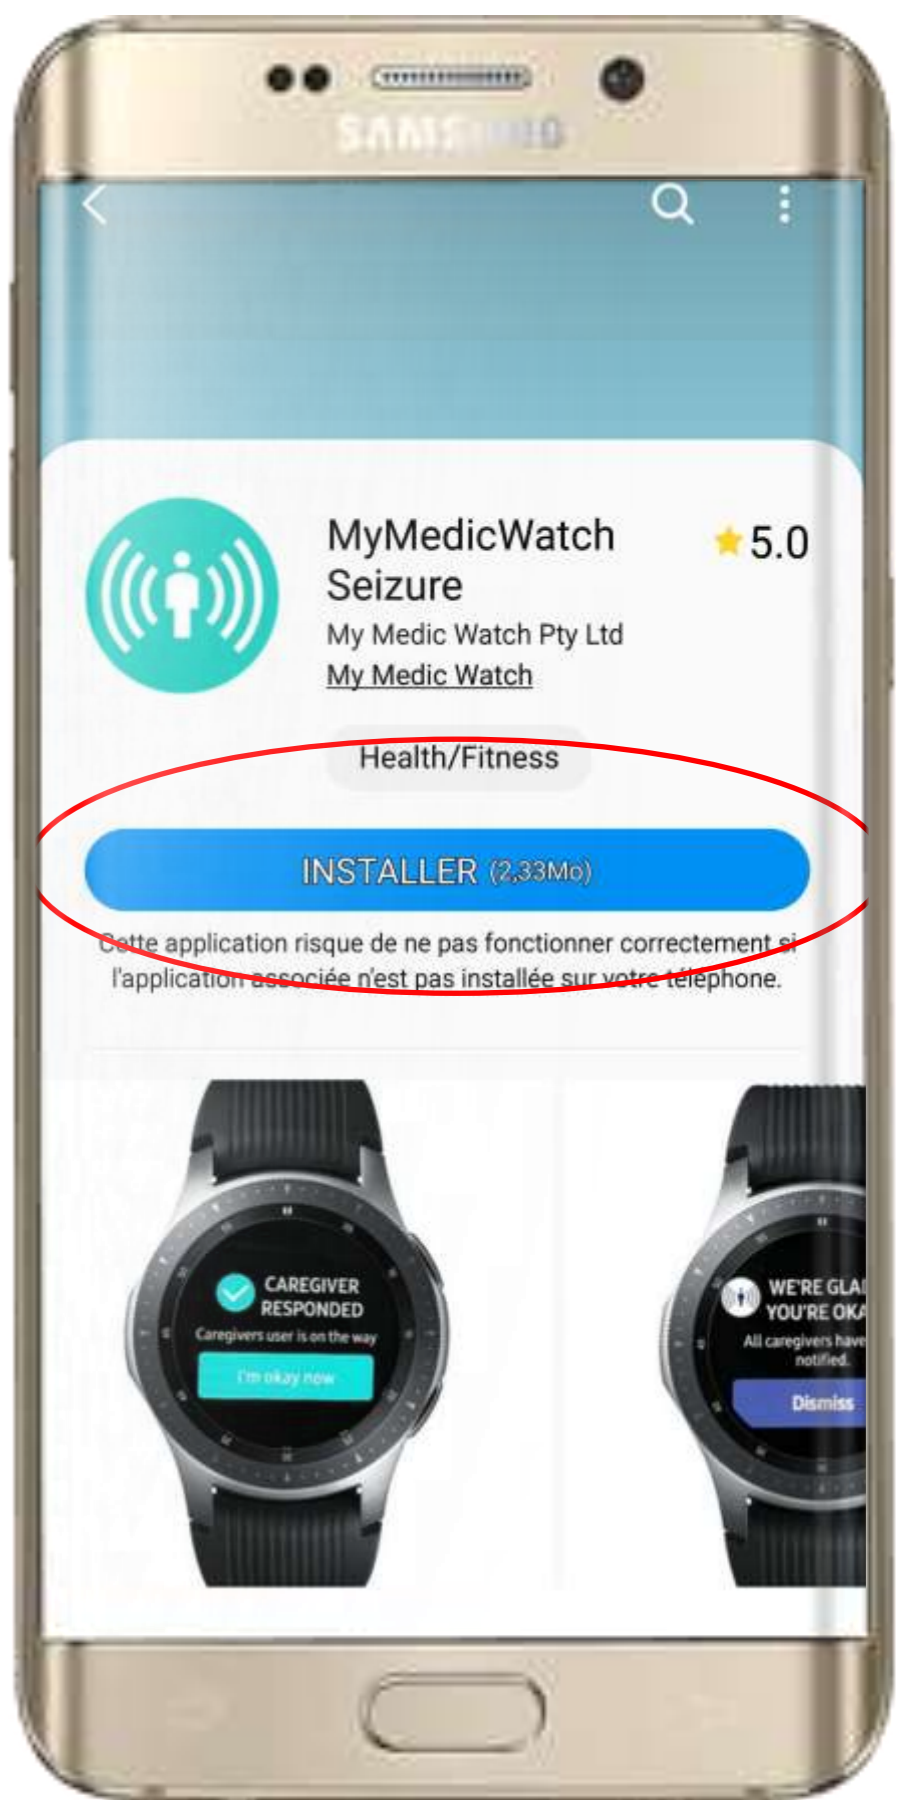 SAMSUNG
MyMedicWatch
Seizure
5.0
My Medic Watch Pty Ltd
My Medic Watch
Health/Fitness
INSTALLER (2,33Mo)
Cette application risque de ne pas fonctionner correctement si
l'application associée n'est pas installée sur votre téléphone.
CAREGIVER
RESPONDED
Caregivers user is on the way
I'm okay now
WE'RE GLA
YOU'RE OKA
All caregivers have
notified.
Dismiss